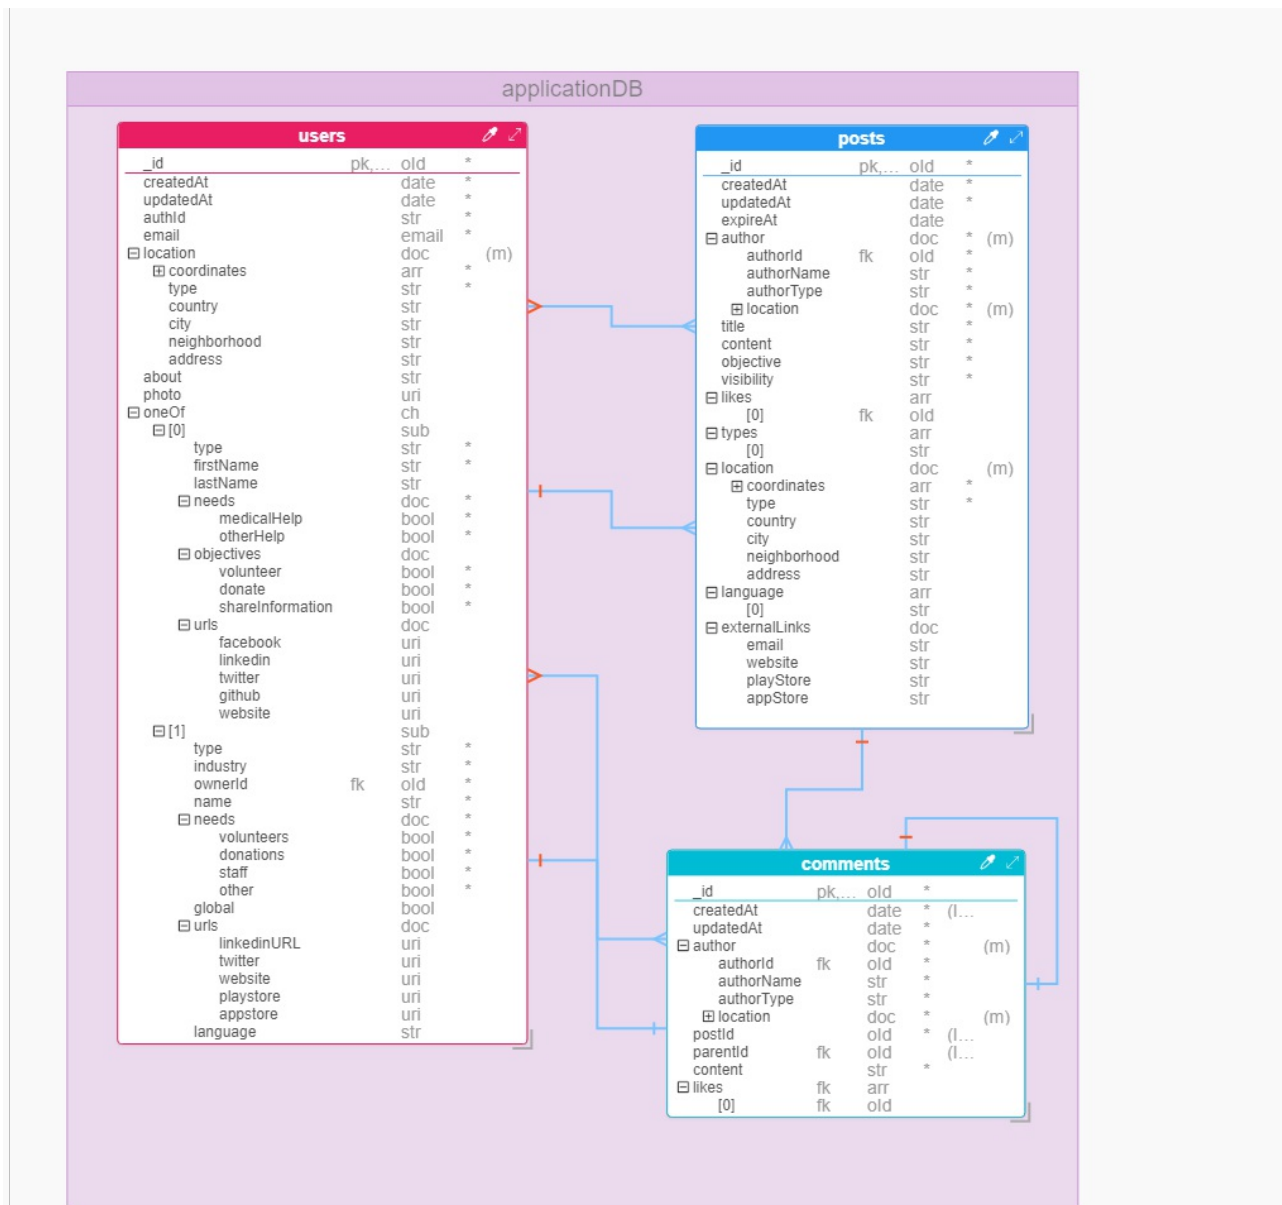 applicationDB
users
_id pk,... oId *
createdAt date *
updatedAt date *
authId str *
email email *
location doc (m)
coordinates arr *
type str *
country str
city str
neighborhood str
address str
about str
photo uri
oneOf ch
[0] sub
type str *
firstName str *
lastName str
needs doc *
medicalHelp bool *
otherHelp bool *
objectives doc
volunteer bool *
donate bool *
shareInformation bool *
urls doc
facebook uri
linkedin uri
twitter uri
github uri
website uri
[1] sub
type str *
industry str *
ownerId fk oId *
name str *
needs doc *
volunteers bool *
donations bool *
staff bool *
other bool *
global bool
urls doc
linkedinURL uri
twitter uri
website uri
playstore uri
appstore uri
language str
posts
_id pk,... oId *
createdAt date *
updatedAt date *
expireAt date
author doc * (m)
authorId fk oId *
authorName str *
authorType str *
location doc * (m)
title str *
content str *
objective str *
visibility str *
likes arr
[0] fk oId
types arr
[0] str
location doc (m)
coordinates arr *
type str *
country str
city str
neighborhood str
address str
language arr
[0] str
externalLinks doc
email str
website str
playStore str
appStore str
comments
_id pk,... oId *
createdAt date * (I...
updatedAt date *
author doc * (m)
authorId fk oId *
authorName str *
authorType str *
location doc * (m)
postId oId * (I...
parentId fk oId (I...
content str *
likes fk arr
[0] fk oId